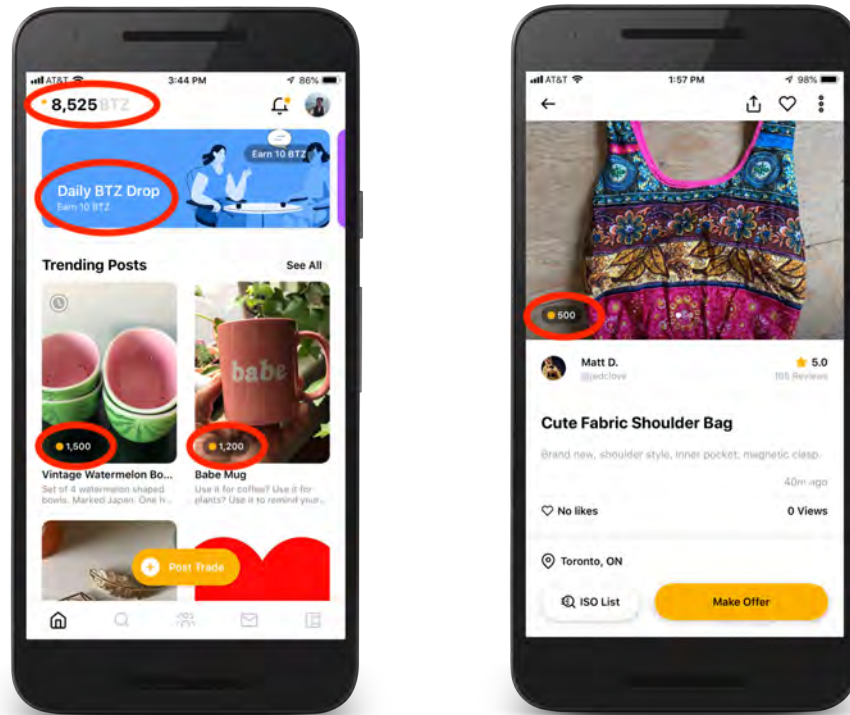 AT&T
3:44 PM
86%
8,525 BTZ
Earn 10 BTZ
Daily BTZ Drop
Earn 10 BTZ
Trending Posts
See All
babe
1,500
1,200
Vintage Watermelon Bo...
Babe Mug
Set of 4 watermelon shaped
bowls. Marked Japan. One h...
Use it for coffee? Use it for
plants? Use it to remind your...
Post Trade
AT&T
1:57 PM
98%
500
Matt D.
5.0
@jedclove
105 Reviews
Cute Fabric Shoulder Bag
Brand new, shoulder style, inner pocket, magnetic clasp.
40m ago
No likes
0 Views
Toronto, ON
ISO List
Make Offer